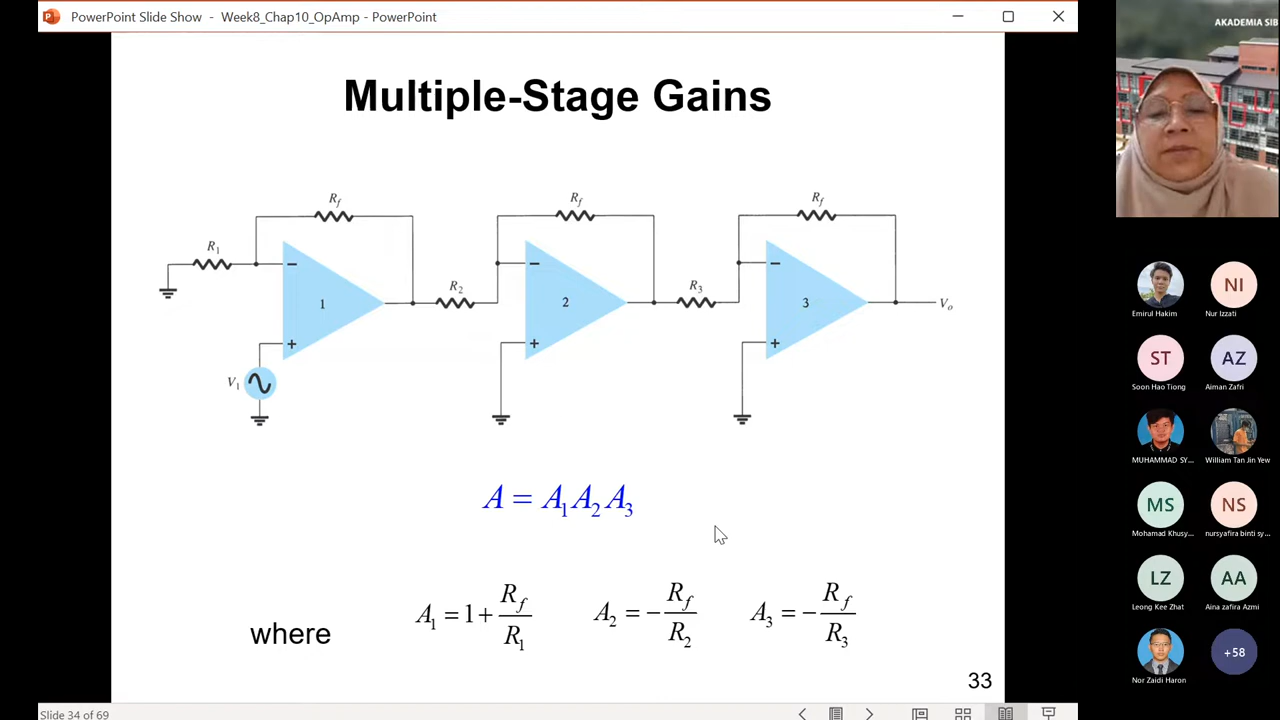 PowerPoint Slide Show - Week8_Chap10_OpAmp - PowerPoint
AKADEMIA SIB
Multiple-Stage Gains
Rf
Rf
Rf
R1
−
R2
−
R3
−
1
2
3
Vo
+
+
+
V1
A = A1A2A3
where
A1 = 1 + Rf/R1
A2 = −Rf/R2
A3 = −Rf/R3
33
Slide 34 of 69
Emirul Hakim
NI
Nur Izzati
ST
Soon Hao Tiong
AZ
Aiman Zafri
MUHAMMAD SY...
William Tan Jin Yew
MS
Mohamad Khusy...
NS
nursyafira binti sy...
LZ
Leong Kee Zhat
AA
Aina zafira Azmi
Nor Zaidi Haron
+58